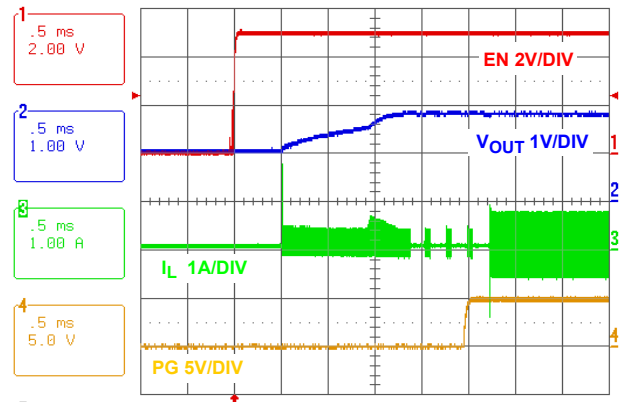 1
.5 ms
2.00 V
EN 2V/DIV
2
.5 ms
1.00 V
VOUT 1V/DIV
1
2
3
.5 ms
1.00 A
IL 1A/DIV
3
4
.5 ms
5.0 V
PG 5V/DIV
4